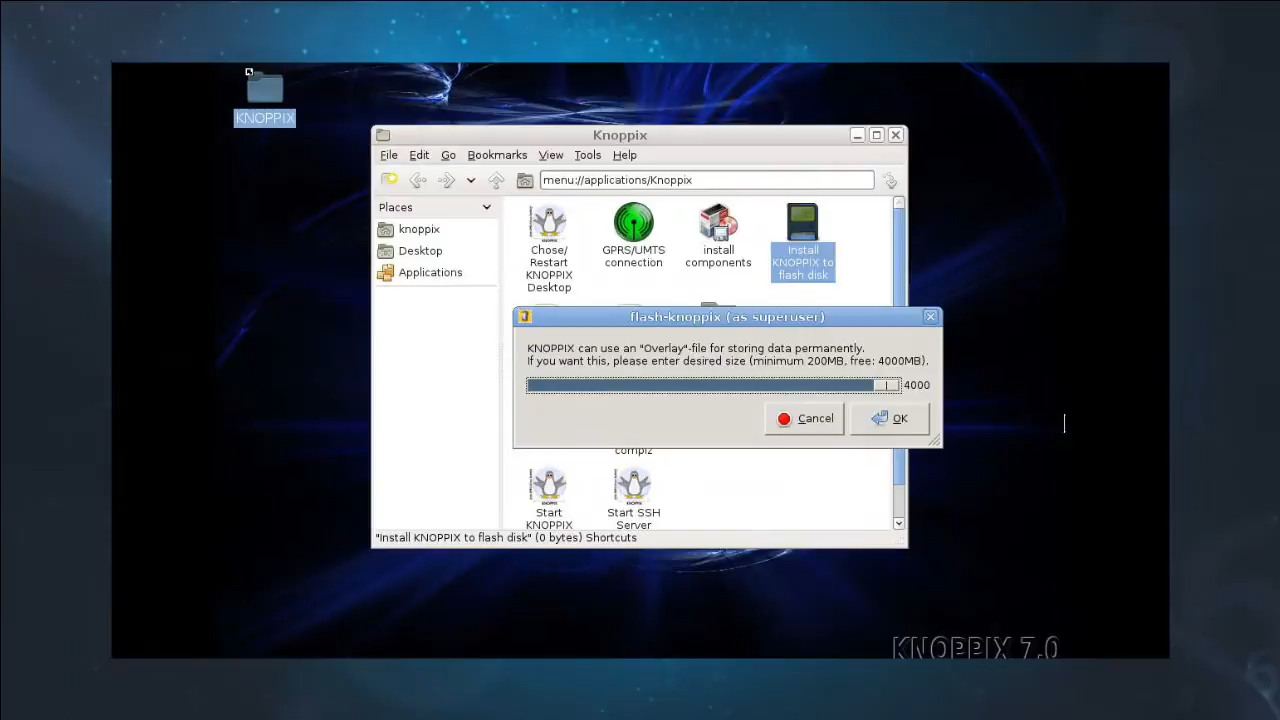 KNOPPIX
Knoppix
File Edit Go Bookmarks View Tools Help
menu://applications/Knoppix
Places
knoppix
Desktop
Applications
Chose/
Restart
KNOPPIX
Desktop
GPRS/UMTS
connection
install
components
Install
KNOPPIX to
flash disk
flash-knoppix (as superuser)
KNOPPIX can use an "Overlay"-file for storing data permanently.
If you want this, please enter desired size (minimum 200MB, free: 4000MB).
4000
Cancel OK
compiz
Start
KNOPPIX
Start SSH
Server
"Install KNOPPIX to flash disk" (0 bytes) Shortcuts
KNOPPIX 7.0